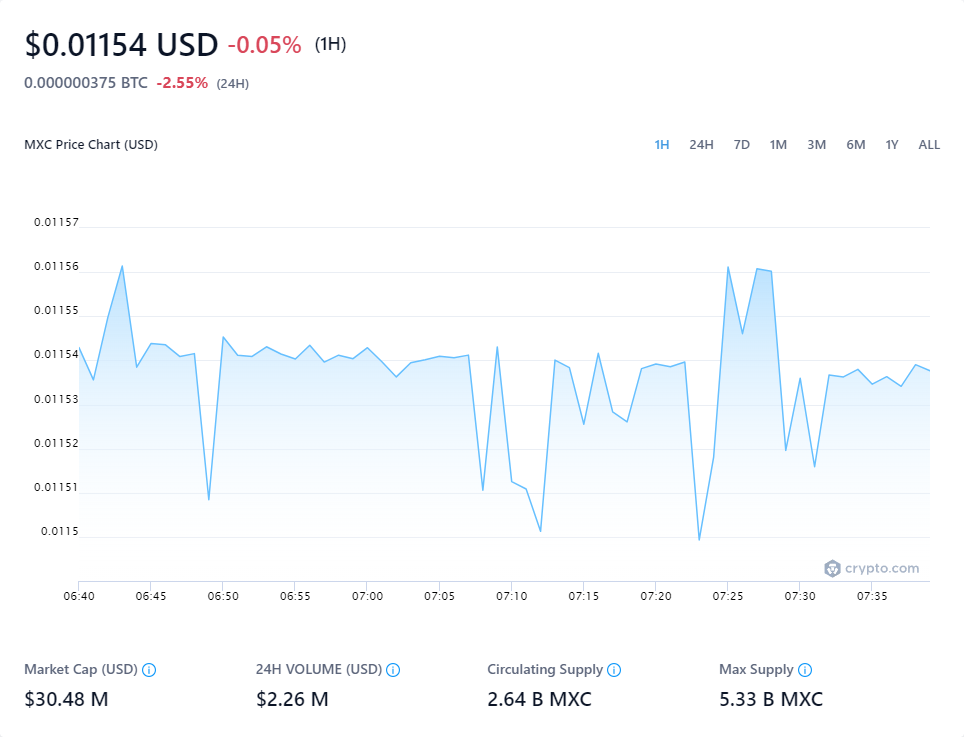 $0.01154 USD -0.05% (1H)
0.000000375 BTC -2.55% (24H)
MXC Price Chart (USD) 1H 24H 7D 1M 3M 6M 1Y ALL
0.01157
0.01156
0.01155
0.01154
0.01153
0.01152
0.01151
0.0115
crypto.com
06:40 06:45 06:50 06:55 07:00 07:05 07:10 07:15 07:20 07:25 07:30 07:35
Market Cap (USD) 24H VOLUME (USD) Circulating Supply Max Supply
$30.48 M $2.26 M 2.64 B MXC 5.33 B MXC